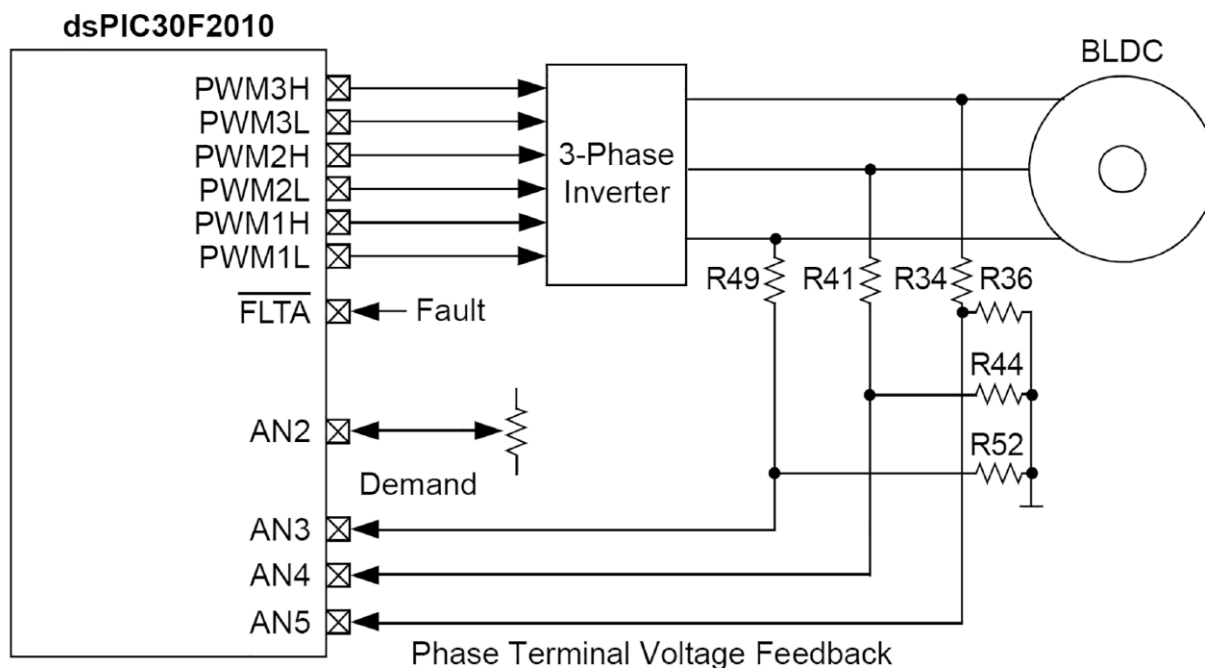 dsPIC30F2010
BLDC
PWM3H
PWM3L
PWM2H
PWM2L
PWM1H
PWM1L
3-Phase
Inverter
R49
R41
R34
R36
FLTA
Fault
R44
AN2
R52
Demand
AN3
AN4
AN5
Phase Terminal Voltage Feedback